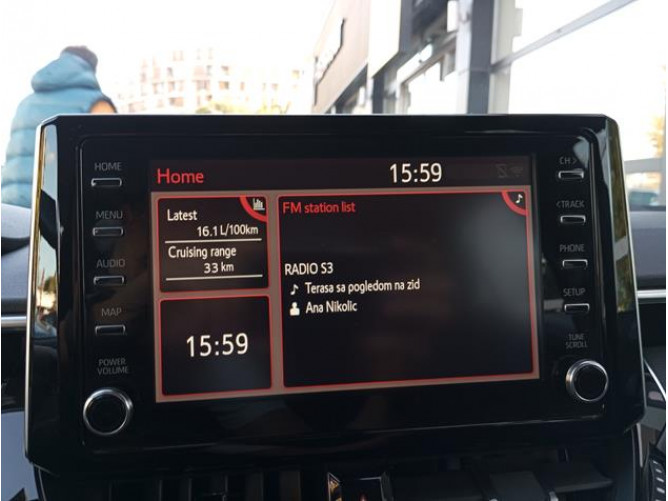 HOME
MENU
AUDIO
MAP
POWER
VOLUME
Home
15:59
Latest
16.1 L/100km
Cruising range
33 km
15:59
FM station list
RADIO S3
Terasa sa pogledom na zid
Ana Nikolic
CH >
<TRACK
PHONE
SETUP
TUNE
SCROLL